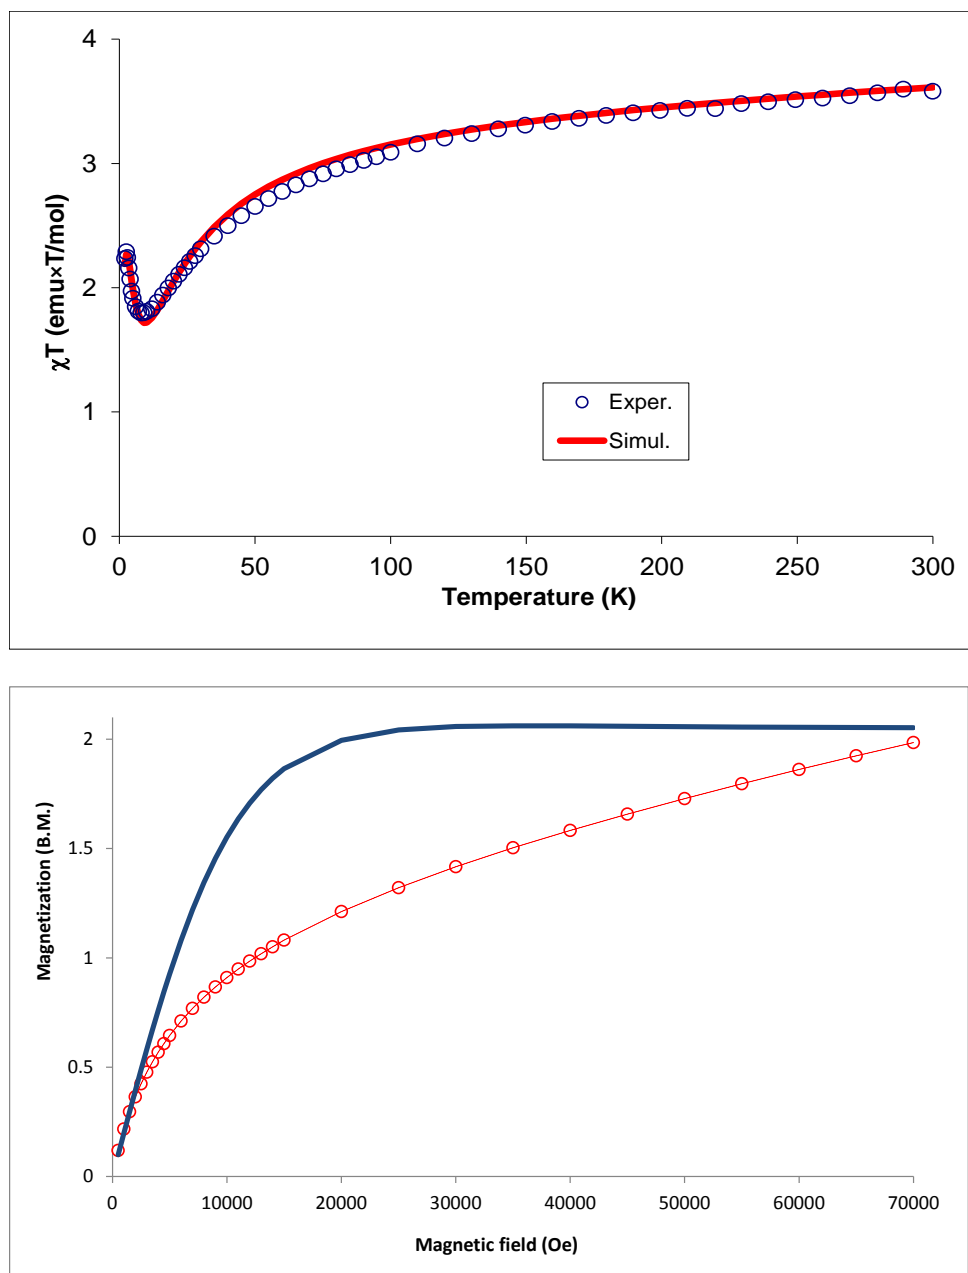 4
3
2
1
0
χT (emu×T/mol)
Exper.
Simul.
0 50 100 150 200 250 300
Temperature (K)
2
1.5
1
0.5
0
Magnetization (B.M.)
0 10000 20000 30000 40000 50000 60000 70000
Magnetic field (Oe)